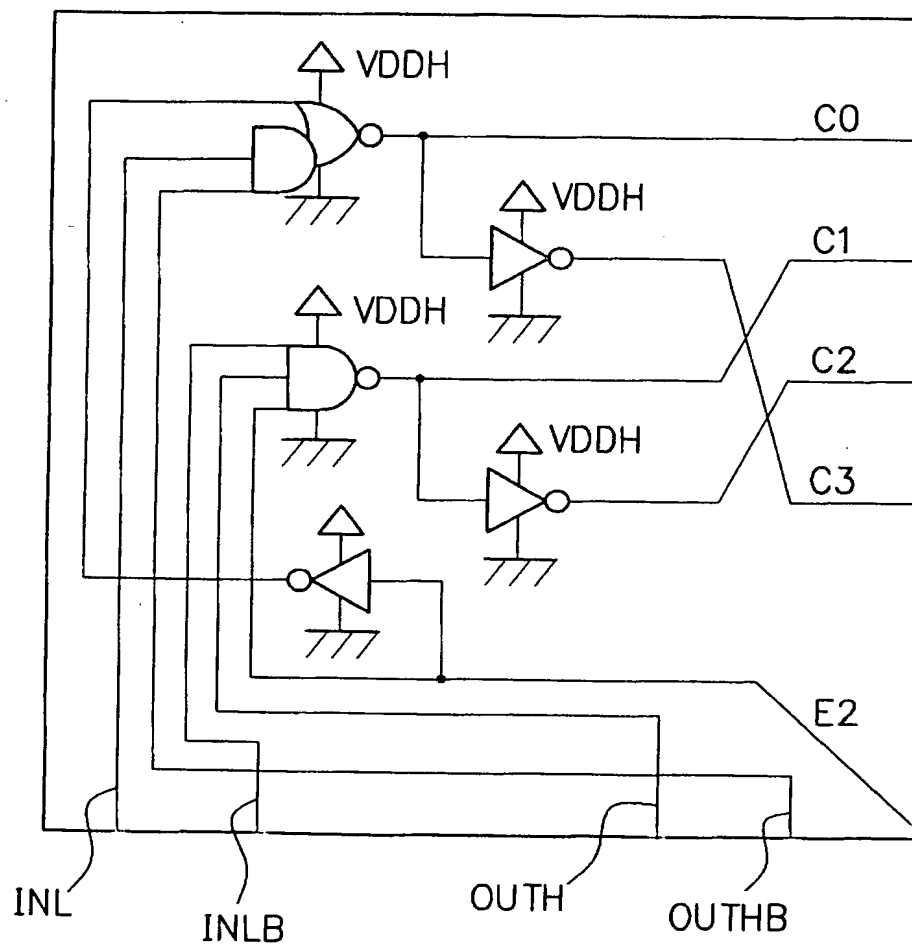 VDDH
C0
VDDH
C1
VDDH
C2
VDDH
C3
E2
INL
INLB
OUTH
OUTHB